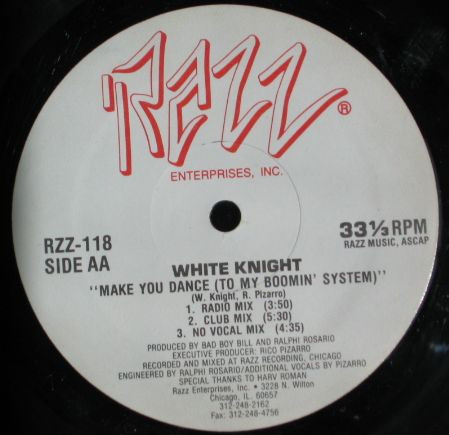 RAZZ ®
ENTERPRISES, INC.
RZZ-118
SIDE AA
33⅓ RPM
RAZZ MUSIC, ASCAP
WHITE KNIGHT
"MAKE YOU DANCE (TO MY BOOMIN' SYSTEM)"
(W. Knight, R. Pizarro)
1. RADIO MIX (3:50)
2. CLUB MIX (5:30)
3. NO VOCAL MIX (4:35)
PRODUCED BY BAD BOY BILL AND RALPHI ROSARIO
EXECUTIVE PRODUCER: RICO PIZARRO
RECORDED AND MIXED AT RAZZ RECORDING, CHICAGO
ENGINEERED BY RALPHI ROSARIO/ADDITIONAL VOCALS BY PIZARRO
SPECIAL THANKS TO HARV ROMAN
Razz Enterprises, Inc. • 3228 N. Wilton
Chicago, IL 60657
312-248-2162
Fax: 312-248-4756